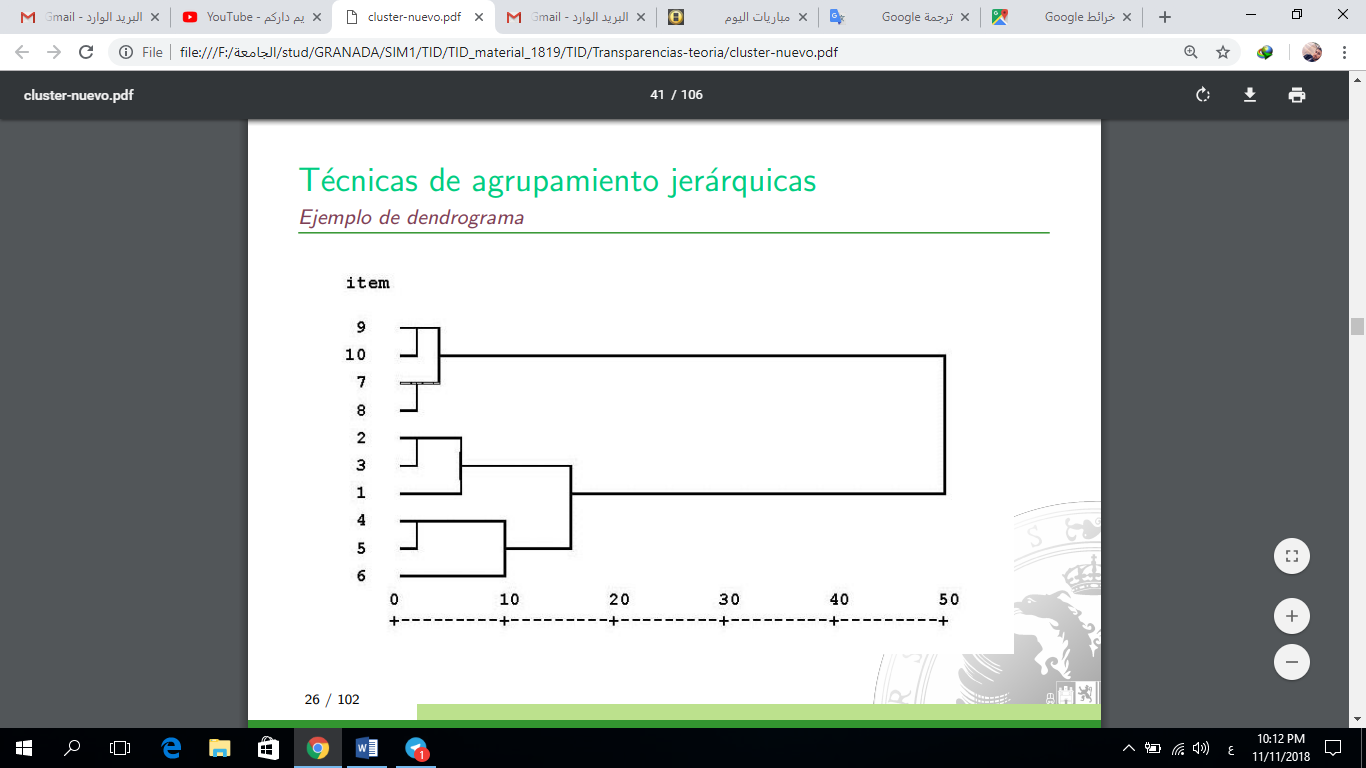 البريد الوارد - Gmail
يم داركم - YouTube
cluster-nuevo.pdf
البريد الوارد - Gmail
مباريات اليوم
ترجمة Google
خرائط Google
File
file:///F:/الجامعة/stud/GRANADA/SIM1/TID/TID_material_1819/TID/Transparencias-teoria/cluster-nuevo.pdf
cluster-nuevo.pdf
41 / 106
Técnicas de agrupamiento jerárquicas
Ejemplo de dendrograma
item
9
10
7
8
2
3
1
4
5
6
0 10 20 30 40 50
+---------+---------+---------+---------+---------+
26 / 102
1
ع
10:12 PM
11/11/2018